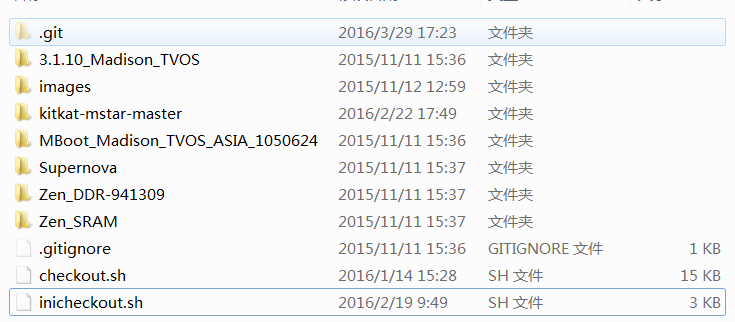 .git 2016/3/29 17:23 文件夹
3.1.10_Madison_TVOS 2015/11/11 15:36 文件夹
images 2015/11/12 12:59 文件夹
kitkat-mstar-master 2016/2/22 17:49 文件夹
MBoot_Madison_TVOS_ASIA_1050624 2015/11/11 15:36 文件夹
Supernova 2015/11/11 15:37 文件夹
Zen_DDR-941309 2015/11/11 15:37 文件夹
Zen_SRAM 2015/11/11 15:37 文件夹
.gitignore 2015/11/11 15:36 GITIGNORE 文件 1 KB
checkout.sh 2016/1/14 15:28 SH 文件 15 KB
inicheckout.sh 2016/2/19 9:49 SH 文件 3 KB